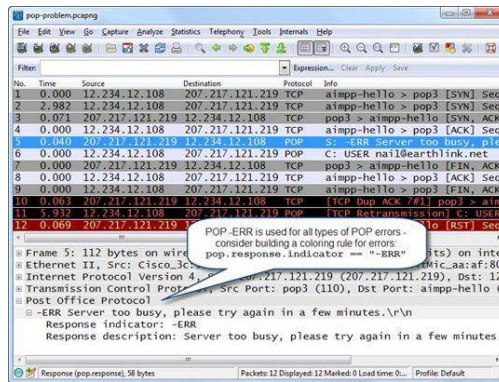 pop-problem.pcapng
File Edit View Go Capture Analyze Statistics Telephony Tools Internals Help
Filter: Expression... Clear Apply Save
No. Time Source Destination Protocol Info
1 0.000 12.234.12.108 207.217.121.219 TCP aimpp-hello > pop3 [SYN] Seq
2 2.982 12.234.12.108 207.217.121.219 TCP aimpp-hello > pop3 [SYN] Seq
3 0.071 207.217.121.219 12.234.12.108 TCP pop3 > aimpp-hello [SYN, ACK
4 0.000 12.234.12.108 207.217.121.219 TCP aimpp-hello > pop3 [ACK] Seq
5 0.040 207.217.121.219 12.234.12.108 POP S: -ERR Server too busy, ple
6 0.000 12.234.12.108 207.217.121.219 POP C: USER nail@earthlink.net
7 0.000 207.217.121.219 12.234.12.108 TCP pop3 > aimpp-hello [FIN, ACK
8 0.000 12.234.12.108 207.217.121.219 TCP aimpp-hello > pop3 [ACK] Seq
9 0.000 12.234.12.108 207.217.121.219 TCP aimpp-hello > pop3 [FIN, ACK
10 0.063 207.217.121.219 12.234.12.108 TCP [TCP Dup ACK 7#1] pop3 > aim
11 5.932 12.234.12.108 207.217.121.219 POP [TCP Retransmission] C: USE
12 0.069 207.217.121.219 [RST] Seq
POP -ERR is used for all types of POP errors -
consider building a coloring rule for errors:
pop.response.indicator == "-ERR"
Frame 5: 112 bytes on wire bits) on inte
Ethernet II, Src: Cisco_3c:
Internet Protocol Version 4, 207.217.121.219 (207.217.121.219), Dst: 12
Transmission Control Protocol, Src Port: pop3 (110), Dst Port: aimpp-hello (
Post Office Protocol
-ERR Server too busy, please try again in a few minutes.\r\n
Response indicator: -ERR
Response description: Server too busy, please try again in a few minutes.
Response (pop.response), 58 bytes Packets: 12 Displayed: 12 Marked: 0 Load time: 0:... Profile: Default